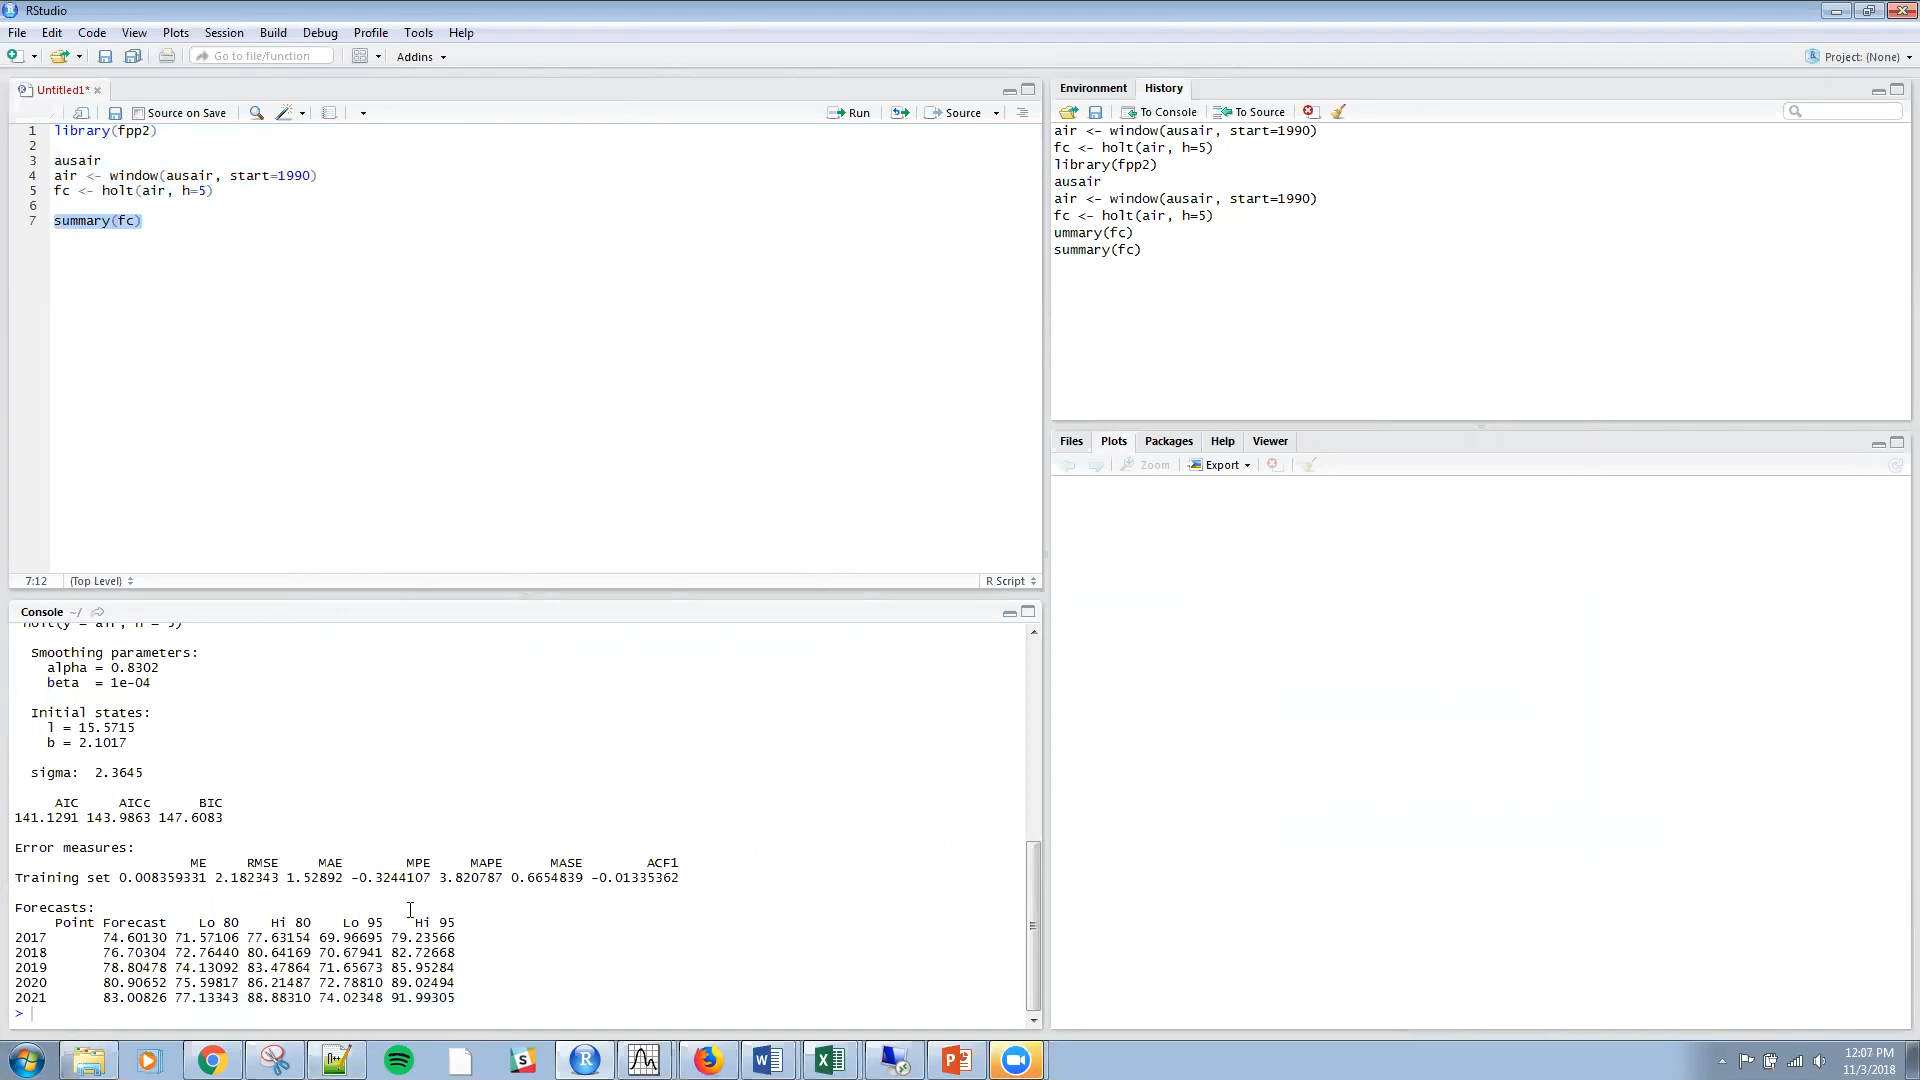 RStudio
File Edit Code View Plots Session Build Debug Profile Tools Help
Go to file/function Addins Project: (None)
Untitled1*
Source on Save Run Source
1 library(fpp2)
2
3 ausair
4 air <- window(ausair, start=1990)
5 fc <- holt(air, h=5)
6
7 summary(fc)
7:12 (Top Level) R Script
Environment History
To Console To Source
air <- window(ausair, start=1990)
fc <- holt(air, h=5)
library(fpp2)
ausair
air <- window(ausair, start=1990)
fc <- holt(air, h=5)
ummary(fc)
summary(fc)
Files Plots Packages Help Viewer
Zoom Export
Console ~/
holt(y = air, h = 5)
Smoothing parameters:
alpha = 0.8302
beta = 1e-04
Initial states:
l = 15.5715
b = 2.1017
sigma: 2.3645
AIC AICc BIC
141.1291 143.9863 147.6083
Error measures:
ME RMSE MAE MPE MAPE MASE ACF1
Training set 0.008359331 2.182343 1.52892 -0.3244107 3.820787 0.6654839 -0.01335362
Forecasts:
Point Forecast Lo 80 Hi 80 Lo 95 Hi 95
2017 74.60130 71.57106 77.63154 69.96695 79.23566
2018 76.70304 72.76440 80.64169 70.67941 82.72668
2019 78.80478 74.13092 83.47864 71.65673 85.95284
2020 80.90652 75.59817 86.21487 72.78810 89.02494
2021 83.00826 77.13343 88.88310 74.02348 91.99305
>
12:07 PM
11/3/2018